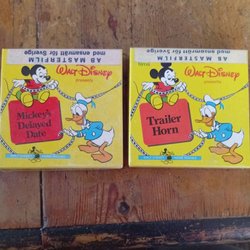 AB MASTERFILM
med ensamrätt för Sverige
WALT DISNEY
presents
Mickey's
Delayed
Date
AB MASTERFILM
med ensamrätt för Sverige
WALT DISNEY
presents
Trailer
Horn